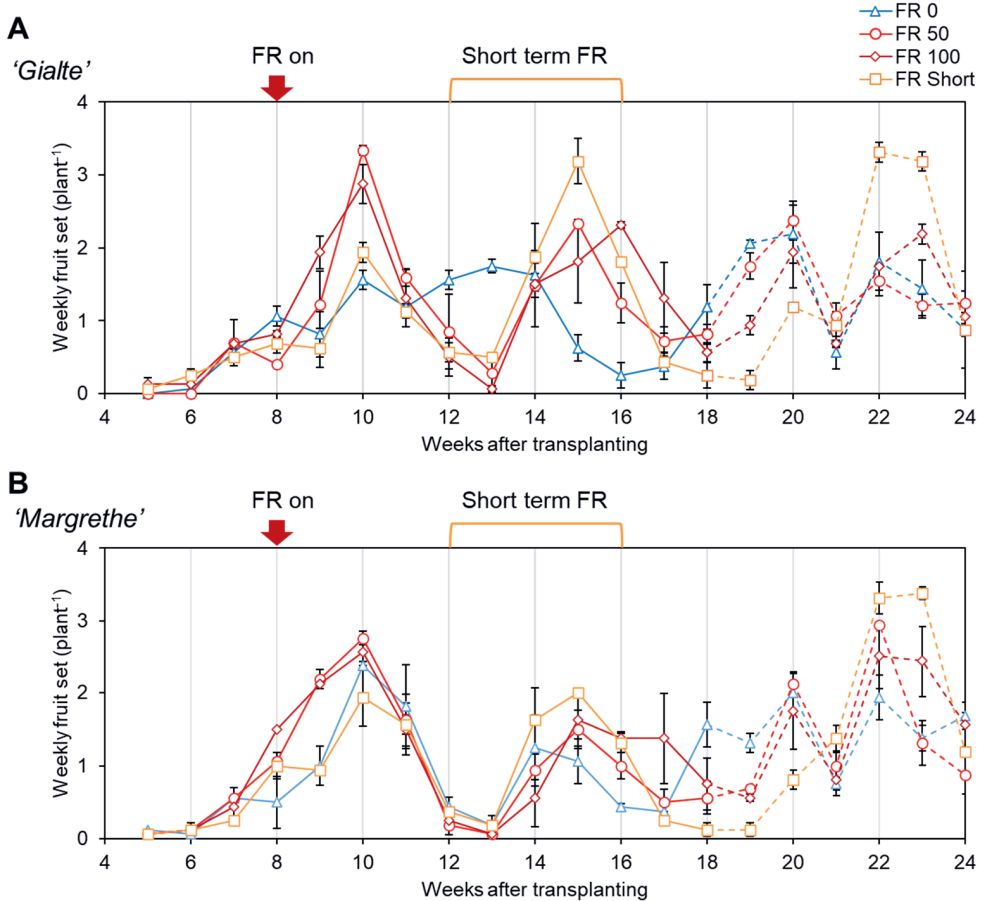 FR 0
FR 50
FR 100
FR Short
A
‘Gialte’
FR on
Short term FR
Weekly fruit set (plant⁻¹)
4
3
2
1
0
4 6 8 10 12 14 16 18 20 22 24
Weeks after transplanting
B
‘Margrethe’
FR on
Short term FR
Weekly fruit set (plant⁻¹)
4
3
2
1
0
4 6 8 10 12 14 16 18 20 22 24
Weeks after transplanting